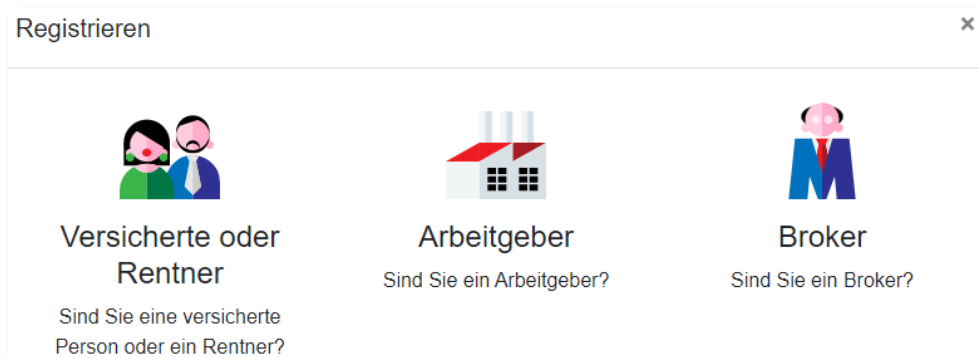 Registrieren ×
Versicherte oder
Rentner
Sind Sie eine versicherte
Person oder ein Rentner?
Arbeitgeber
Sind Sie ein Arbeitgeber?
Broker
Sind Sie ein Broker?